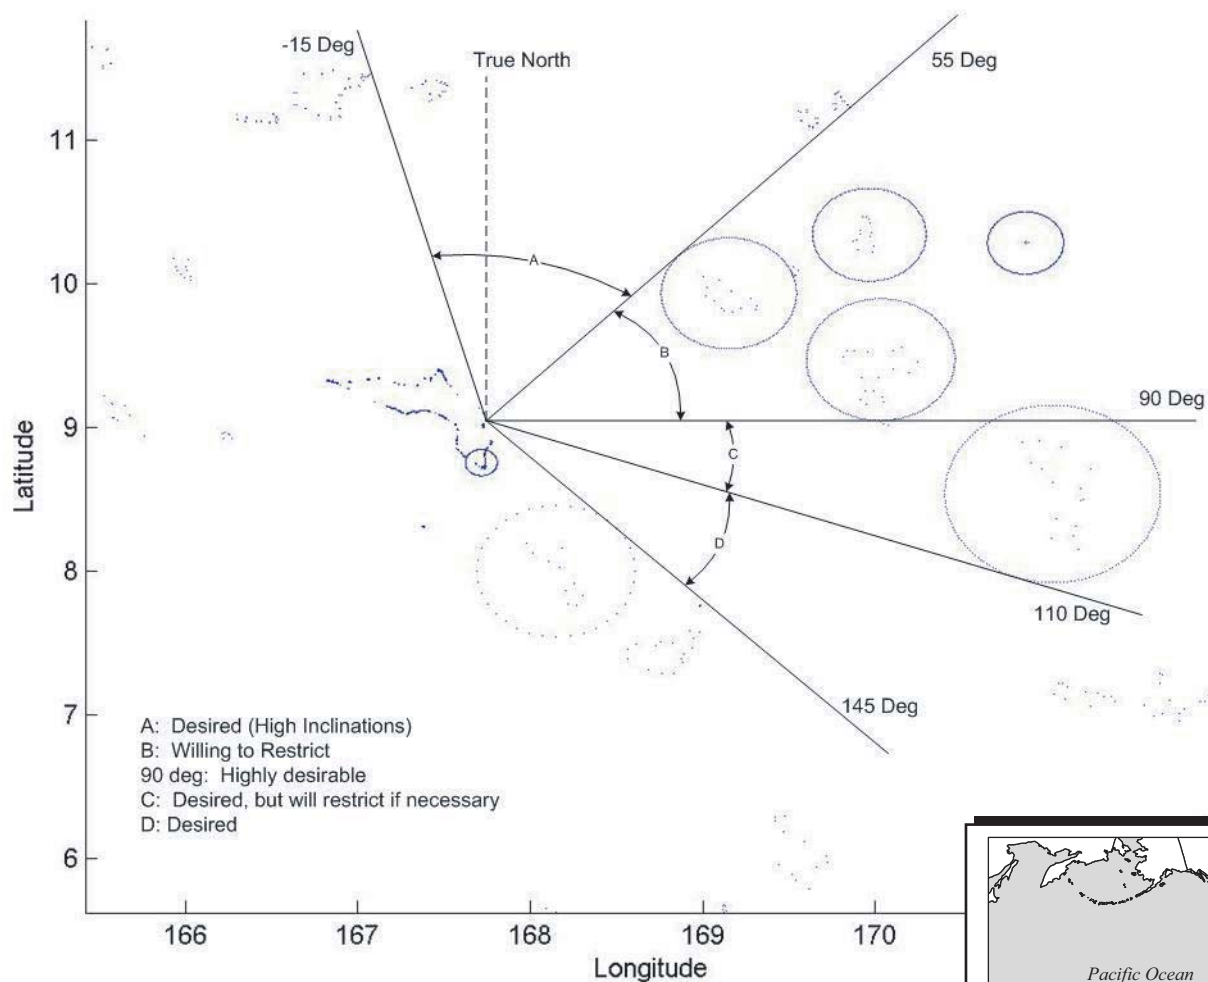 -15 Deg
True North
55 Deg
11
A
10
B
90 Deg
9
C
D
8
110 Deg
145 Deg
7
A: Desired (High Inclinations)
B: Willing to Restrict
90 deg: Highly desirable
C: Desired, but will restrict if necessary
D: Desired
6
Latitude
166
167
168
169
170
Longitude
Pacific Ocean